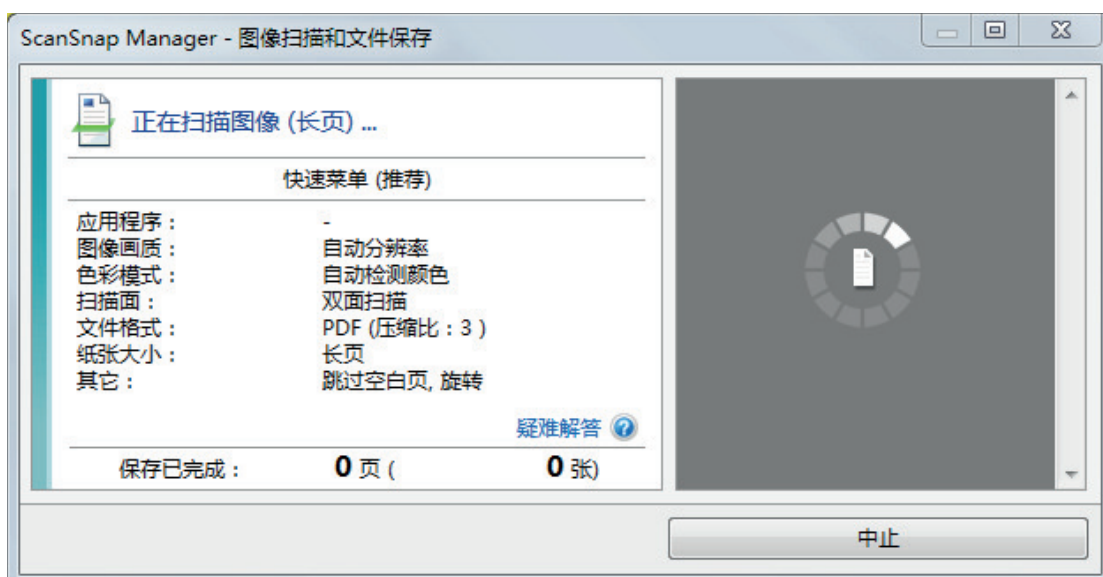 ScanSnap Manager - 图像扫描和文件保存
正在扫描图像 (长页) ...
快速菜单 (推荐)
应用程序： -
图像画质： 自动分辨率
色彩模式： 自动检测颜色
扫描面： 双面扫描
文件格式： PDF (压缩比：3 )
纸张大小： 长页
其它： 跳过空白页, 旋转
疑难解答
保存已完成： 0 页 ( 0 张)
中止